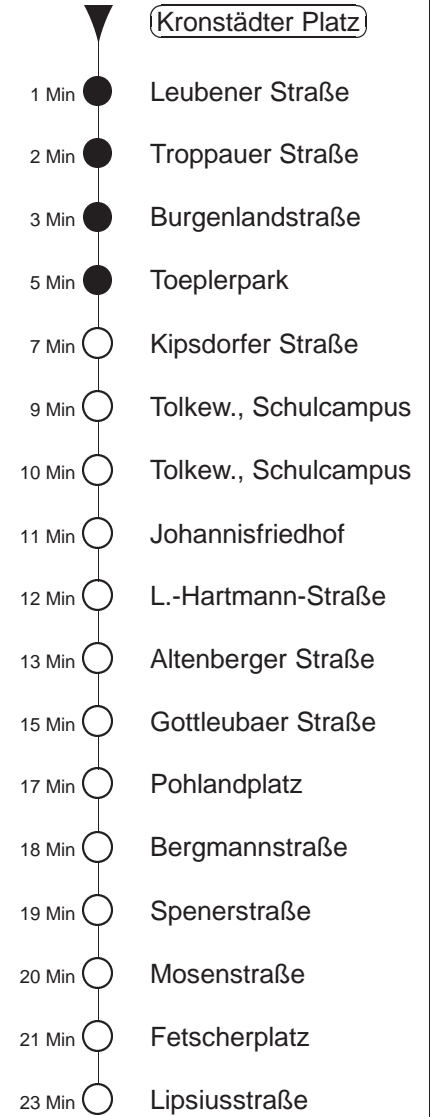 Kronstädter Platz
1 Min Leubener Straße
2 Min Troppauer Straße
3 Min Burgenlandstraße
5 Min Toeplerpark
7 Min Kipsdorfer Straße
9 Min Tolkew., Schulcampus
10 Min Tolkew., Schulcampus
11 Min Johannisfriedhof
12 Min L.-Hartmann-Straße
13 Min Altenberger Straße
15 Min Gottleubaer Straße
17 Min Pohlandplatz
18 Min Bergmannstraße
19 Min Spenerstraße
20 Min Mosenstraße
21 Min Fetscherplatz
23 Min Lipsiusstraße